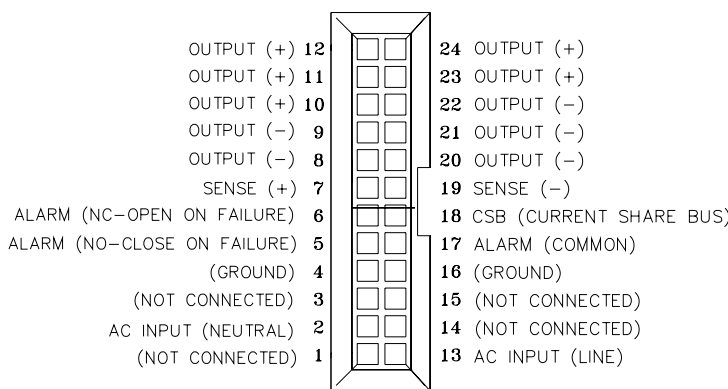 OUTPUT (+) 12 24 OUTPUT (+)
OUTPUT (+) 11 23 OUTPUT (+)
OUTPUT (+) 10 22 OUTPUT (−)
OUTPUT (−) 9 21 OUTPUT (−)
OUTPUT (−) 8 20 OUTPUT (−)
SENSE (+) 7 19 SENSE (−)
ALARM (NC−OPEN ON FAILURE) 6 18 CSB (CURRENT SHARE BUS)
ALARM (NO−CLOSE ON FAILURE) 5 17 ALARM (COMMON)
(GROUND) 4 16 (GROUND)
(NOT CONNECTED) 3 15 (NOT CONNECTED)
AC INPUT (NEUTRAL) 2 14 (NOT CONNECTED)
(NOT CONNECTED) 1 13 AC INPUT (LINE)